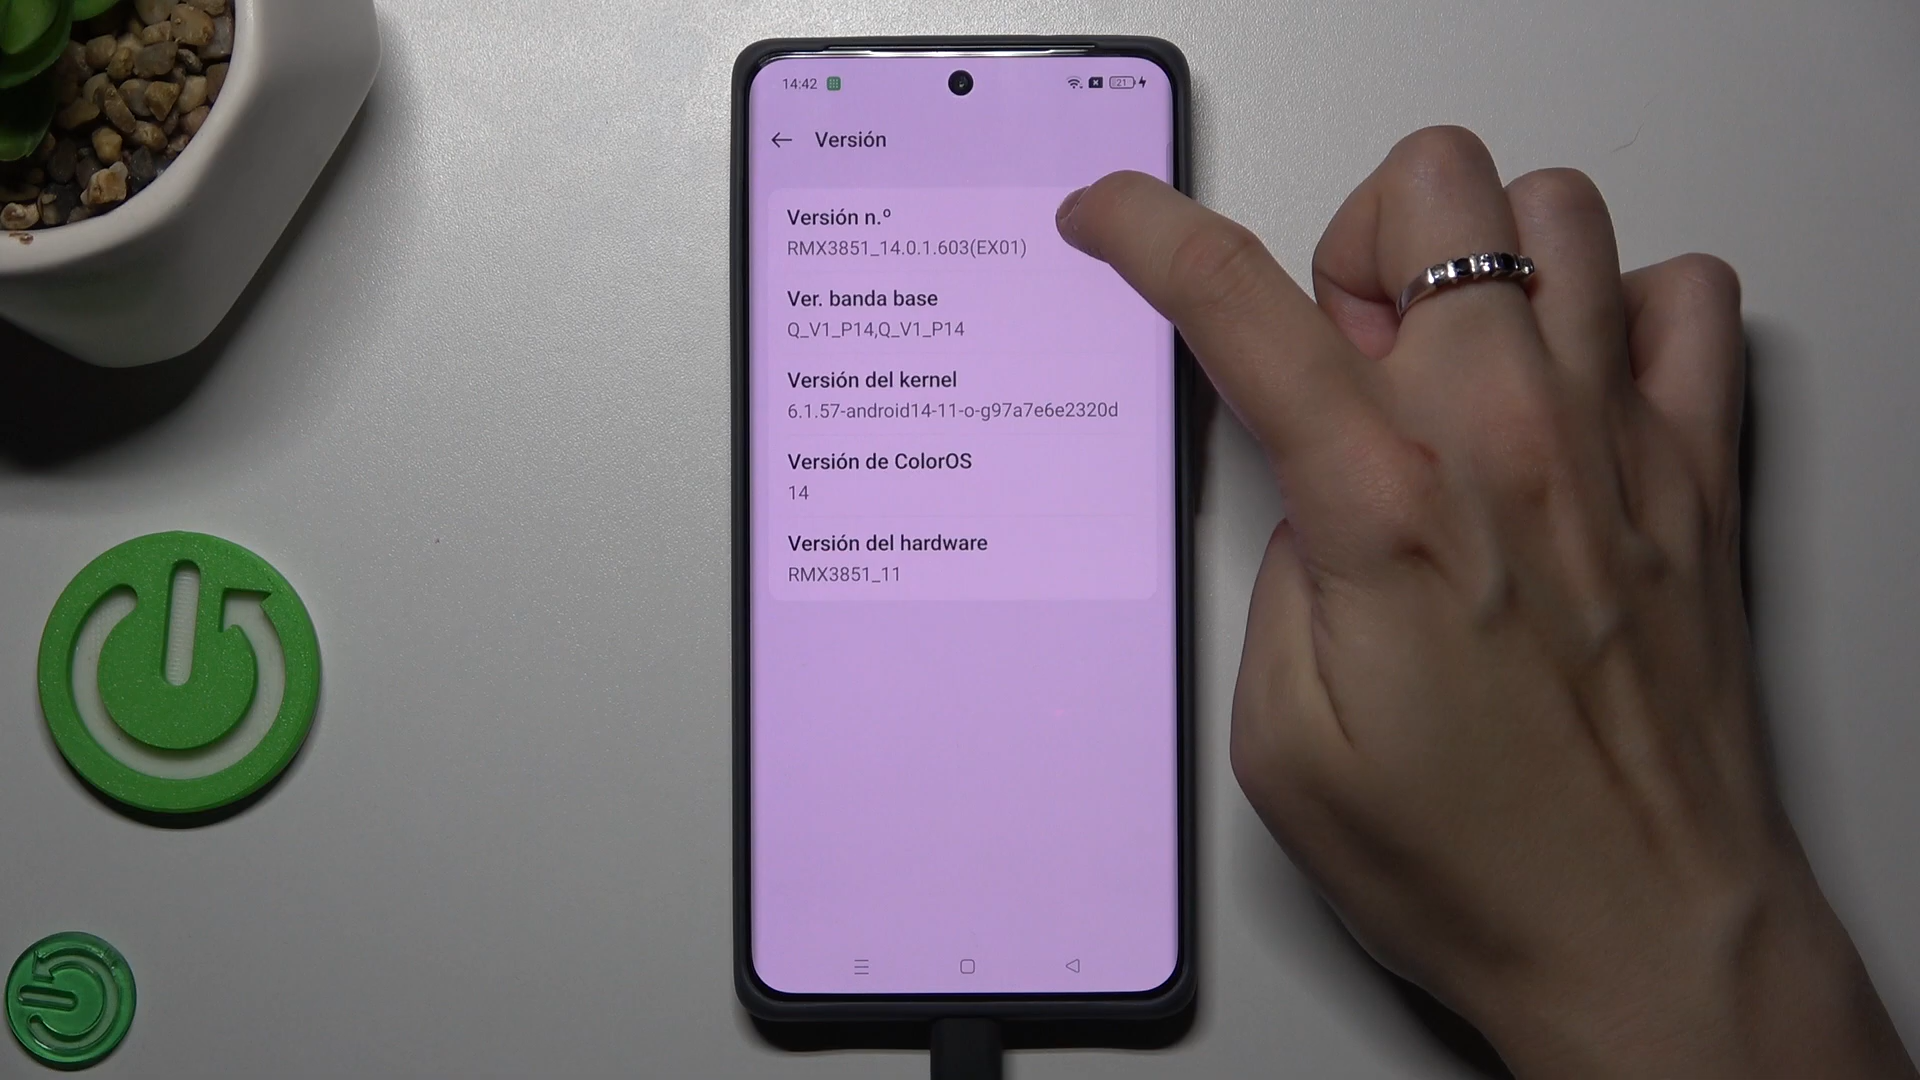 14:42 21
Versión
Versión n.º
RMX3851_14.0.1.603(EX01)
Ver. banda base
Q_V1_P14,Q_V1_P14
Versión del kernel
6.1.57-android14-11-o-g97a7e6e2320d
Versión de ColorOS
14
Versión del hardware
RMX3851_11